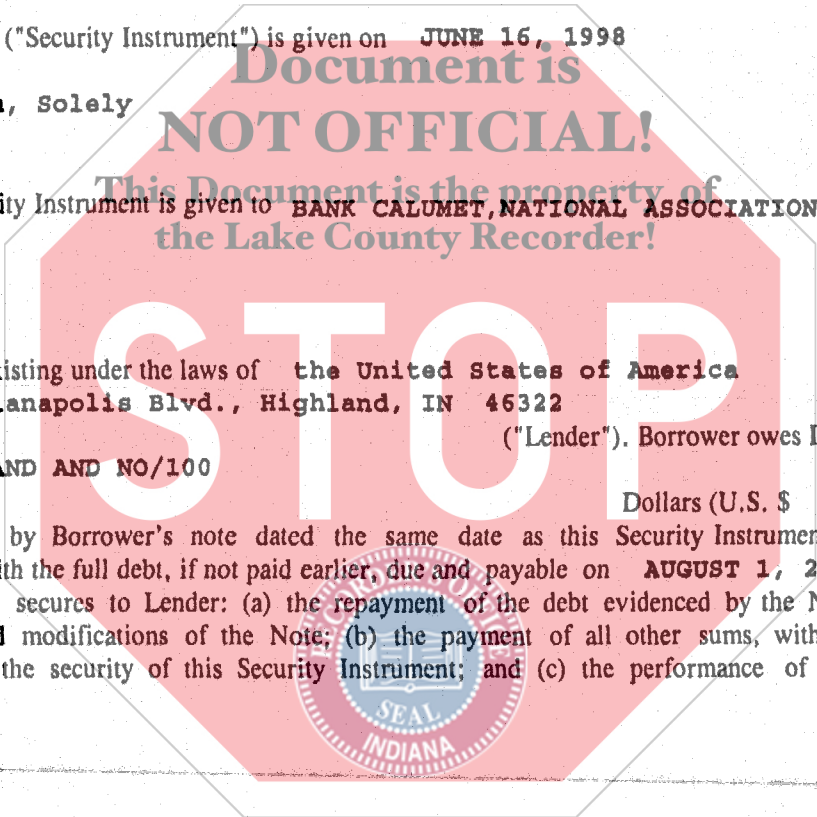 ("Security Instrument") is given on JUNE 16, 1998
Document is
, Solely
NOT OFFICIAL!
This Document is the property of
ity Instrument is given to BANK CALUMET,NATIONAL ASSOCIATION
the Lake County Recorder!
STOP
isting under the laws of the United States of America
ianapolis Blvd., Highland, IN 46322
("Lender"). Borrower owes
AND AND NO/100
Dollars (U.S. $
by Borrower's note dated the same date as this Security Instrumen
ith the full debt, if not paid earlier, due and payable on AUGUST 1, 2
secures to Lender: (a) the repayment of the debt evidenced by the N
modifications of the Note; (b) the payment of all other sums, with
the security of this Security Instrument; and (c) the performance of
SEAL
INDIANA